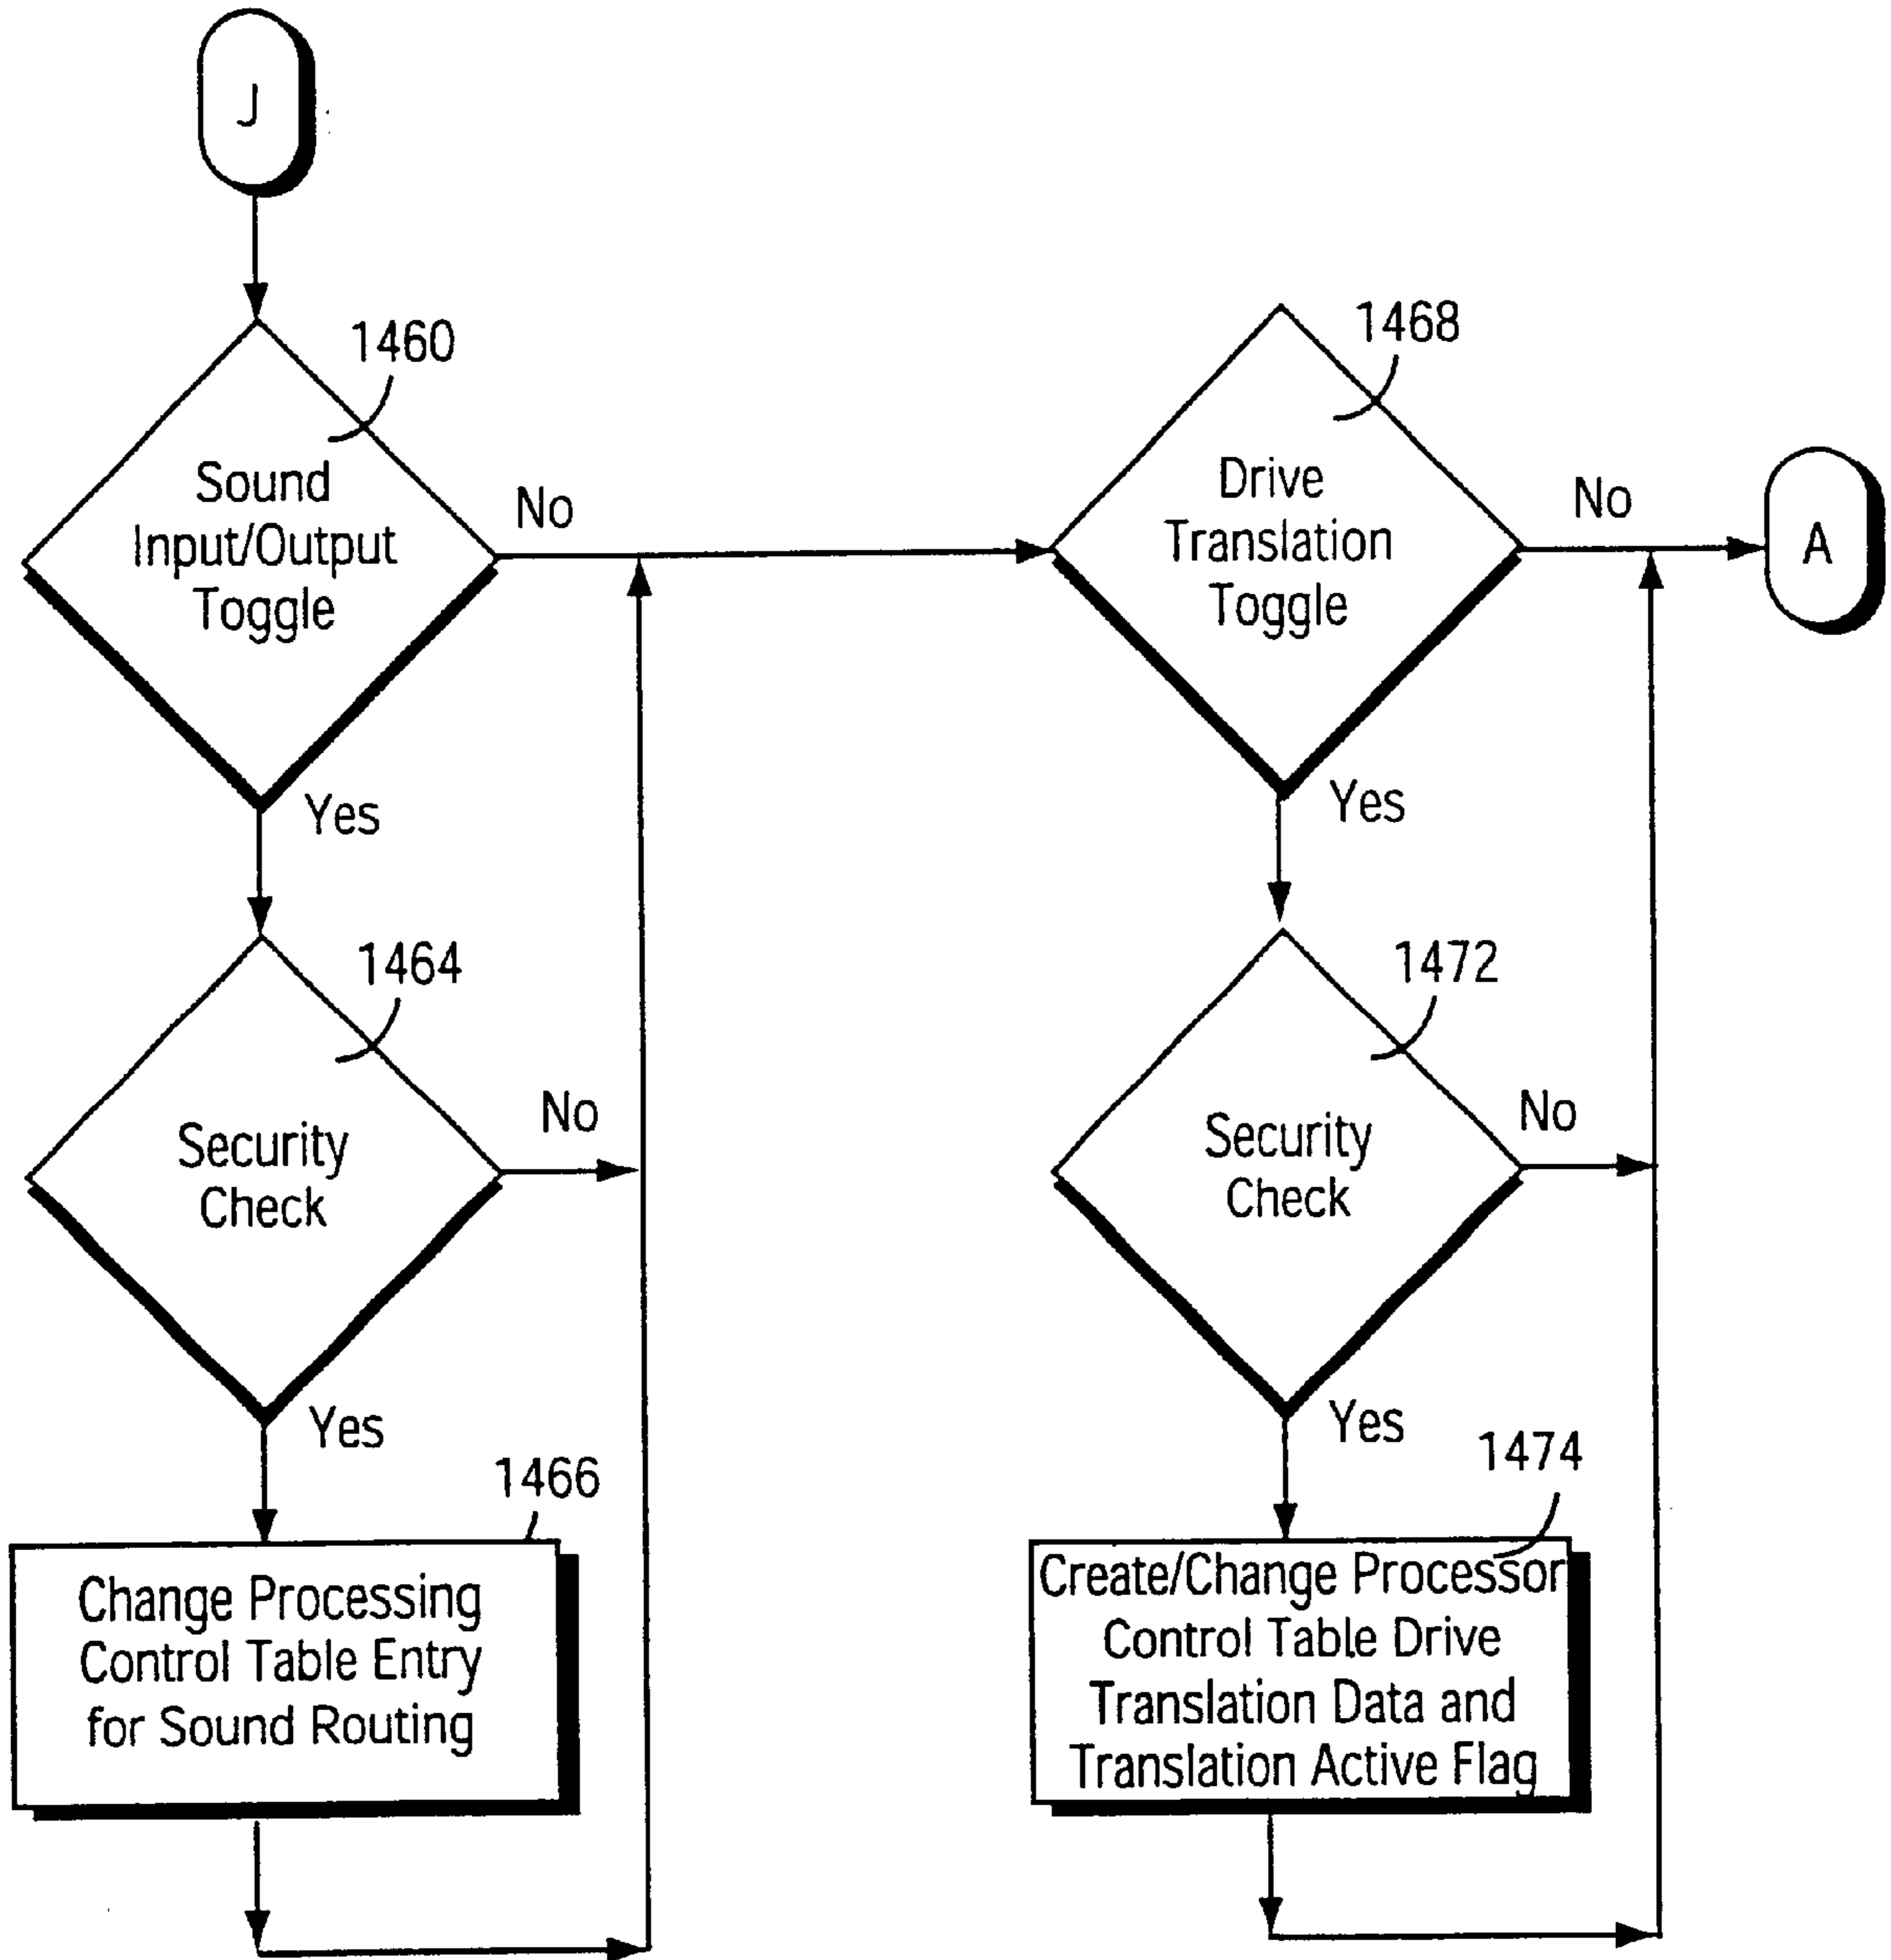 J
1460
Sound
Input/Output
Toggle
No
Yes
1464
Security
Check
No
Yes
1466
Change Processing
Control Table Entry
for Sound Routing
1468
Drive
Translation
Toggle
No
A
Yes
1472
Security
Check
No
Yes
1474
Create/Change Processor
Control Table Drive
Translation Data and
Translation Active Flag